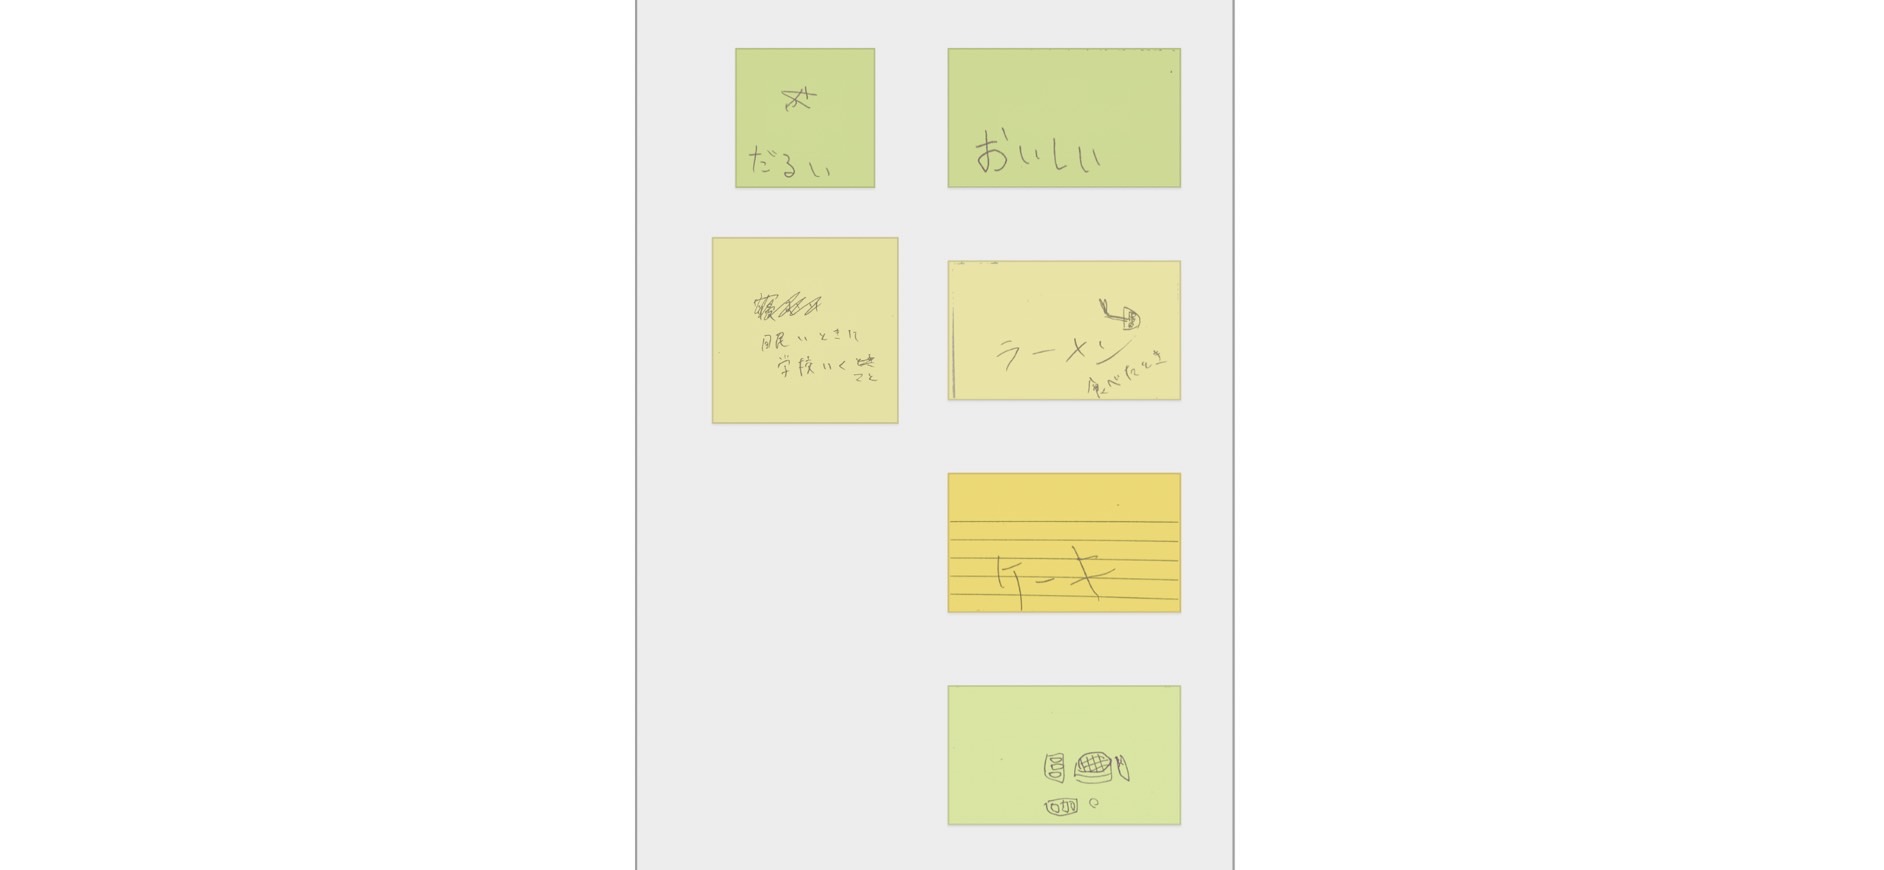 だるい
おいしい
眠いときに
学校いく
こと
ラーメン
食べたとき
ケーキ